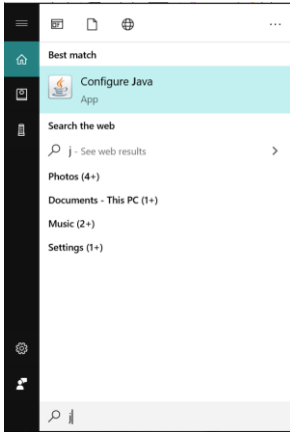 Best match
Configure Java
App
Search the web
j - See web results
Photos (4+)
Documents - This PC (1+)
Music (2+)
Settings (1+)